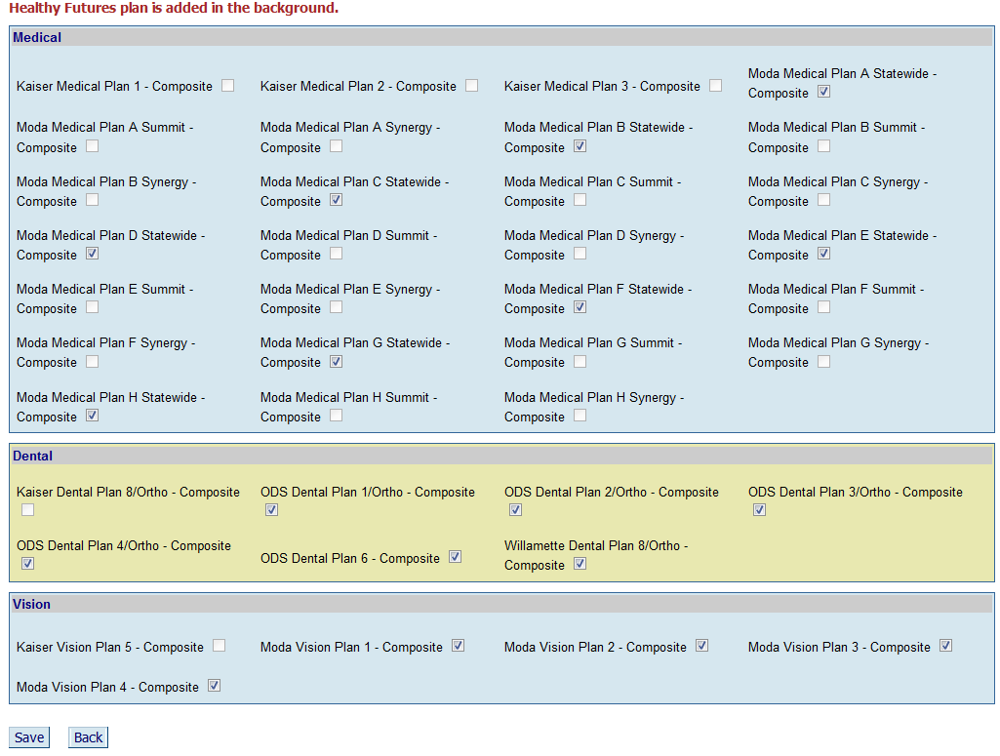 Healthy Futures plan is added in the background.
Medical
Kaiser Medical Plan 1 - Composite
Kaiser Medical Plan 2 - Composite
Kaiser Medical Plan 3 - Composite
Moda Medical Plan A Statewide -
Composite
Moda Medical Plan A Summit -
Composite
Moda Medical Plan A Synergy -
Composite
Moda Medical Plan B Statewide -
Composite
Moda Medical Plan B Summit -
Composite
Moda Medical Plan B Synergy -
Composite
Moda Medical Plan C Statewide -
Composite
Moda Medical Plan C Summit -
Composite
Moda Medical Plan C Synergy -
Composite
Moda Medical Plan D Statewide -
Composite
Moda Medical Plan D Summit -
Composite
Moda Medical Plan D Synergy -
Composite
Moda Medical Plan E Statewide -
Composite
Moda Medical Plan E Summit -
Composite
Moda Medical Plan E Synergy -
Composite
Moda Medical Plan F Statewide -
Composite
Moda Medical Plan F Summit -
Composite
Moda Medical Plan F Synergy -
Composite
Moda Medical Plan G Statewide -
Composite
Moda Medical Plan G Summit -
Composite
Moda Medical Plan G Synergy -
Composite
Moda Medical Plan H Statewide -
Composite
Moda Medical Plan H Summit -
Composite
Moda Medical Plan H Synergy -
Composite
Dental
Kaiser Dental Plan 8/Ortho - Composite
ODS Dental Plan 1/Ortho - Composite
ODS Dental Plan 2/Ortho - Composite
ODS Dental Plan 3/Ortho - Composite
ODS Dental Plan 4/Ortho - Composite
ODS Dental Plan 6 - Composite
Willamette Dental Plan 8/Ortho -
Composite
Vision
Kaiser Vision Plan 5 - Composite
Moda Vision Plan 1 - Composite
Moda Vision Plan 2 - Composite
Moda Vision Plan 3 - Composite
Moda Vision Plan 4 - Composite
Save
Back